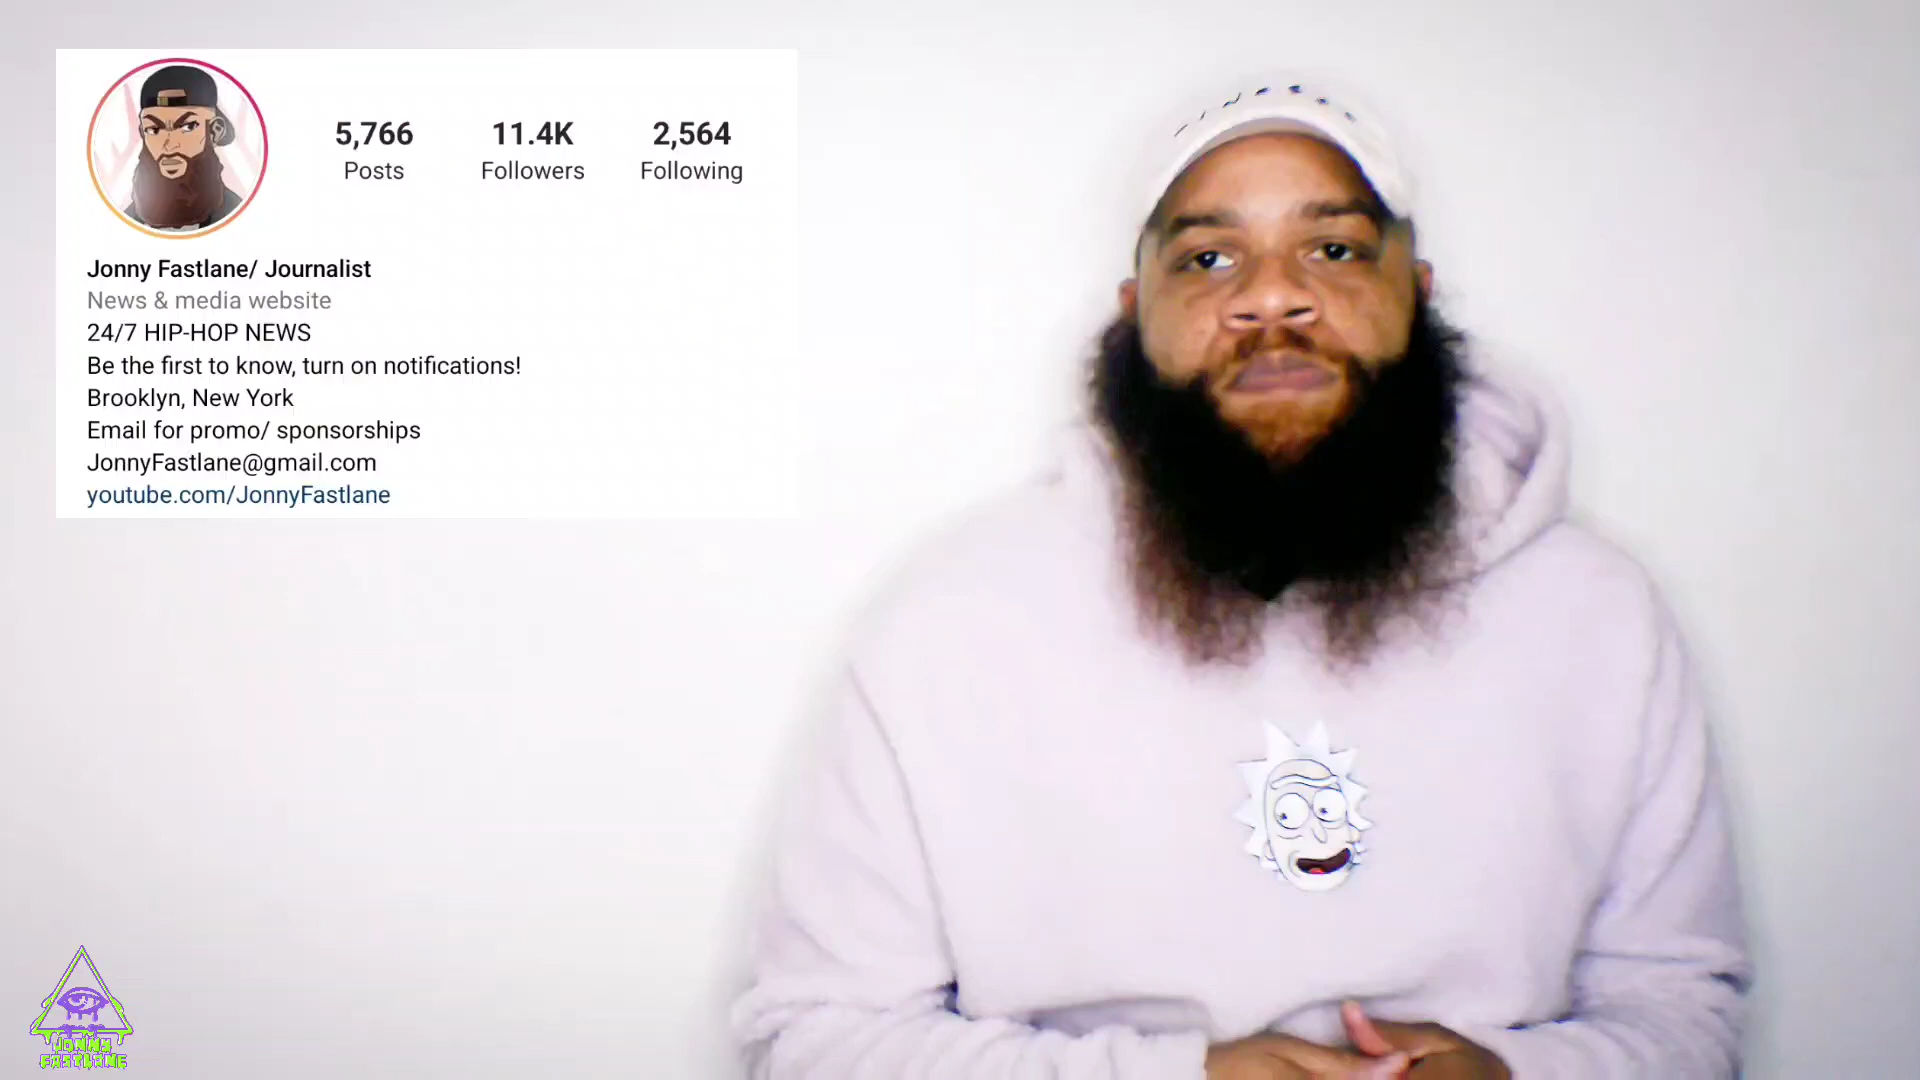 5,766 11.4K 2,564
Posts Followers Following
Jonny Fastlane/ Journalist
News & media website
24/7 HIP-HOP NEWS
Be the first to know, turn on notifications!
Brooklyn, New York
Email for promo/ sponsorships
JonnyFastlane@gmail.com
youtube.com/JonnyFastlane
JONNY
FASTLANE